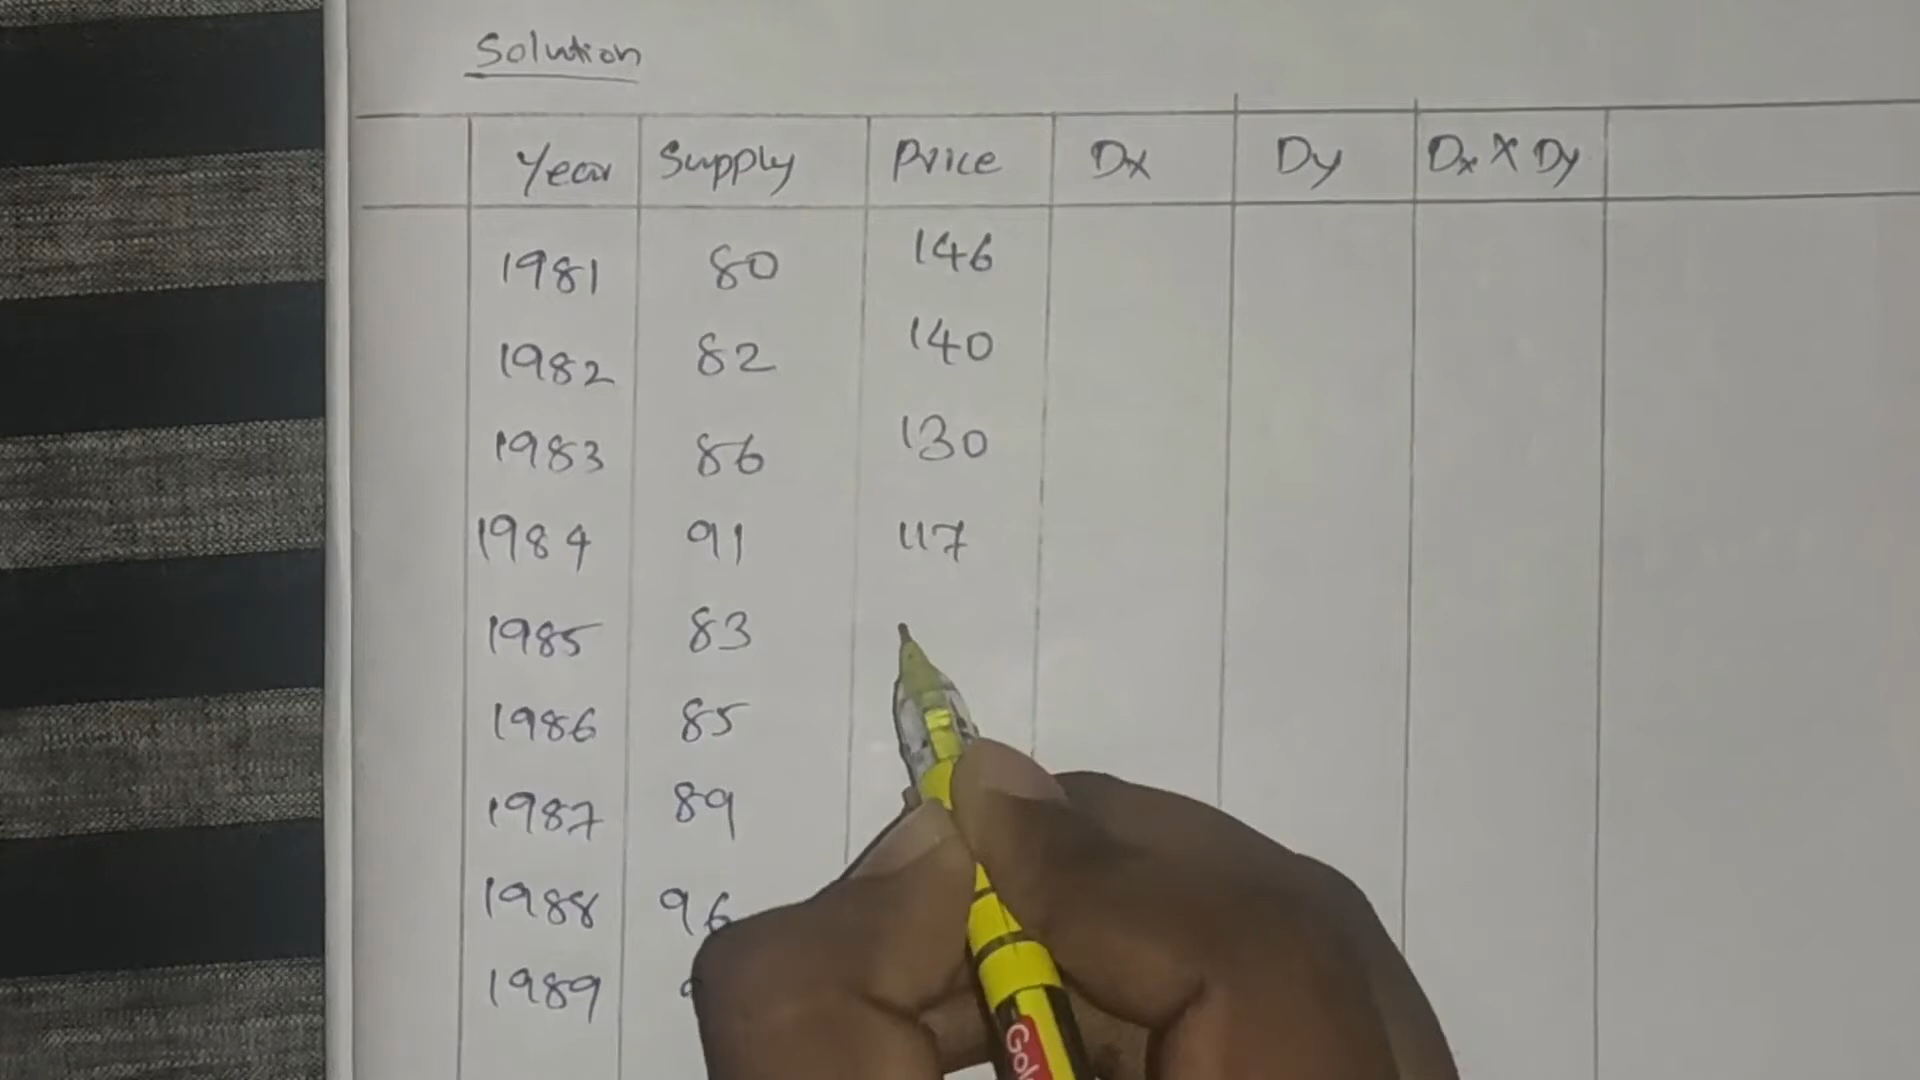 Solution
Year Supply Price Dx Dy Dx X Dy
1981 80 146
1982 82 140
1983 86 130
1984 91 117
1985 83
1986 85
1987 89
1988 96
1989